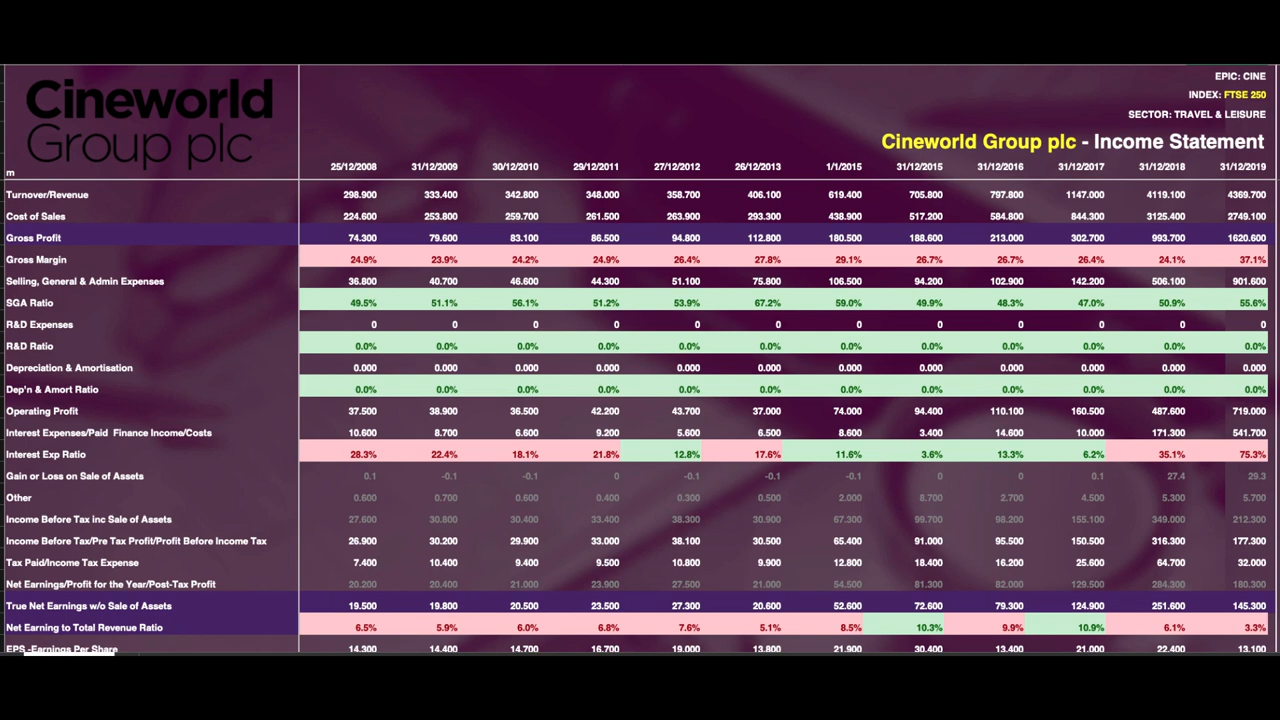 Cineworld
Group plc
EPIC: CINE
INDEX: FTSE 250
SECTOR: TRAVEL & LEISURE
Cineworld Group plc - Income Statement
m 25/12/2008 31/12/2009 30/12/2010 29/12/2011 27/12/2012 26/12/2013 1/1/2015 31/12/2015 31/12/2016 31/12/2017 31/12/2018 31/12/2019
Turnover/Revenue 298.900 333.400 342.800 348.000 358.700 406.100 619.400 705.800 797.800 1147.000 4119.100 4369.700
Cost of Sales 224.600 253.800 259.700 261.500 263.900 293.300 438.900 517.200 584.800 844.300 3125.400 2749.100
Gross Profit 74.300 79.600 83.100 86.500 94.800 112.800 180.500 188.600 213.000 302.700 993.700 1620.600
Gross Margin 24.9% 23.9% 24.2% 24.9% 26.4% 27.8% 29.1% 26.7% 26.7% 26.4% 24.1% 37.1%
Selling, General & Admin Expenses 36.800 40.700 46.600 44.300 51.100 75.800 106.500 94.200 102.900 142.200 506.100 901.600
SGA Ratio 49.5% 51.1% 56.1% 51.2% 53.9% 67.2% 59.0% 49.9% 48.3% 47.0% 50.9% 55.6%
R&D Expenses 0 0 0 0 0 0 0 0 0 0 0 0
R&D Ratio 0.0% 0.0% 0.0% 0.0% 0.0% 0.0% 0.0% 0.0% 0.0% 0.0% 0.0% 0.0%
Depreciation & Amortisation 0.000 0.000 0.000 0.000 0.000 0.000 0.000 0.000 0.000 0.000 0.000 0.000
Dep'n & Amort Ratio 0.0% 0.0% 0.0% 0.0% 0.0% 0.0% 0.0% 0.0% 0.0% 0.0% 0.0% 0.0%
Operating Profit 37.500 38.900 36.500 42.200 43.700 37.000 74.000 94.400 110.100 160.500 487.600 719.000
Interest Expenses/Paid Finance Income/Costs 10.600 8.700 6.600 9.200 5.600 6.500 8.600 3.400 14.600 10.000 171.300 541.700
Interest Exp Ratio 28.3% 22.4% 18.1% 21.8% 12.8% 17.6% 11.6% 3.6% 13.3% 6.2% 35.1% 75.3%
Gain or Loss on Sale of Assets 0.1 -0.1 -0.1 0 -0.1 -0.1 -0.1 0 0 0.1 27.4 29.3
Other 0.600 0.700 0.600 0.400 0.300 0.500 2.000 8.700 2.700 4.500 5.300 5.700
Income Before Tax inc Sale of Assets 27.600 30.800 30.400 33.400 38.300 30.900 67.300 99.700 98.200 155.100 349.000 212.300
Income Before Tax/Pre Tax Profit/Profit Before Income Tax 26.900 30.200 29.900 33.000 38.100 30.500 65.400 91.000 95.500 150.500 316.300 177.300
Tax Paid/Income Tax Expense 7.400 10.400 9.400 9.500 10.800 9.900 12.800 18.400 16.200 25.600 64.700 32.000
Net Earnings/Profit for the Year/Post-Tax Profit 20.200 20.400 21.000 23.900 27.500 21.000 54.500 81.300 82.000 129.500 284.300 180.300
True Net Earnings w/o Sale of Assets 19.500 19.800 20.500 23.500 27.300 20.600 52.600 72.600 79.300 124.900 251.600 145.300
Net Earning to Total Revenue Ratio 6.5% 5.9% 6.0% 6.8% 7.6% 5.1% 8.5% 10.3% 9.9% 10.9% 6.1% 3.3%
EPS -Earnings Per Share 14.300 14.400 14.700 16.700 19.000 13.800 21.900 30.400 13.400 21.000 22.400 13.100